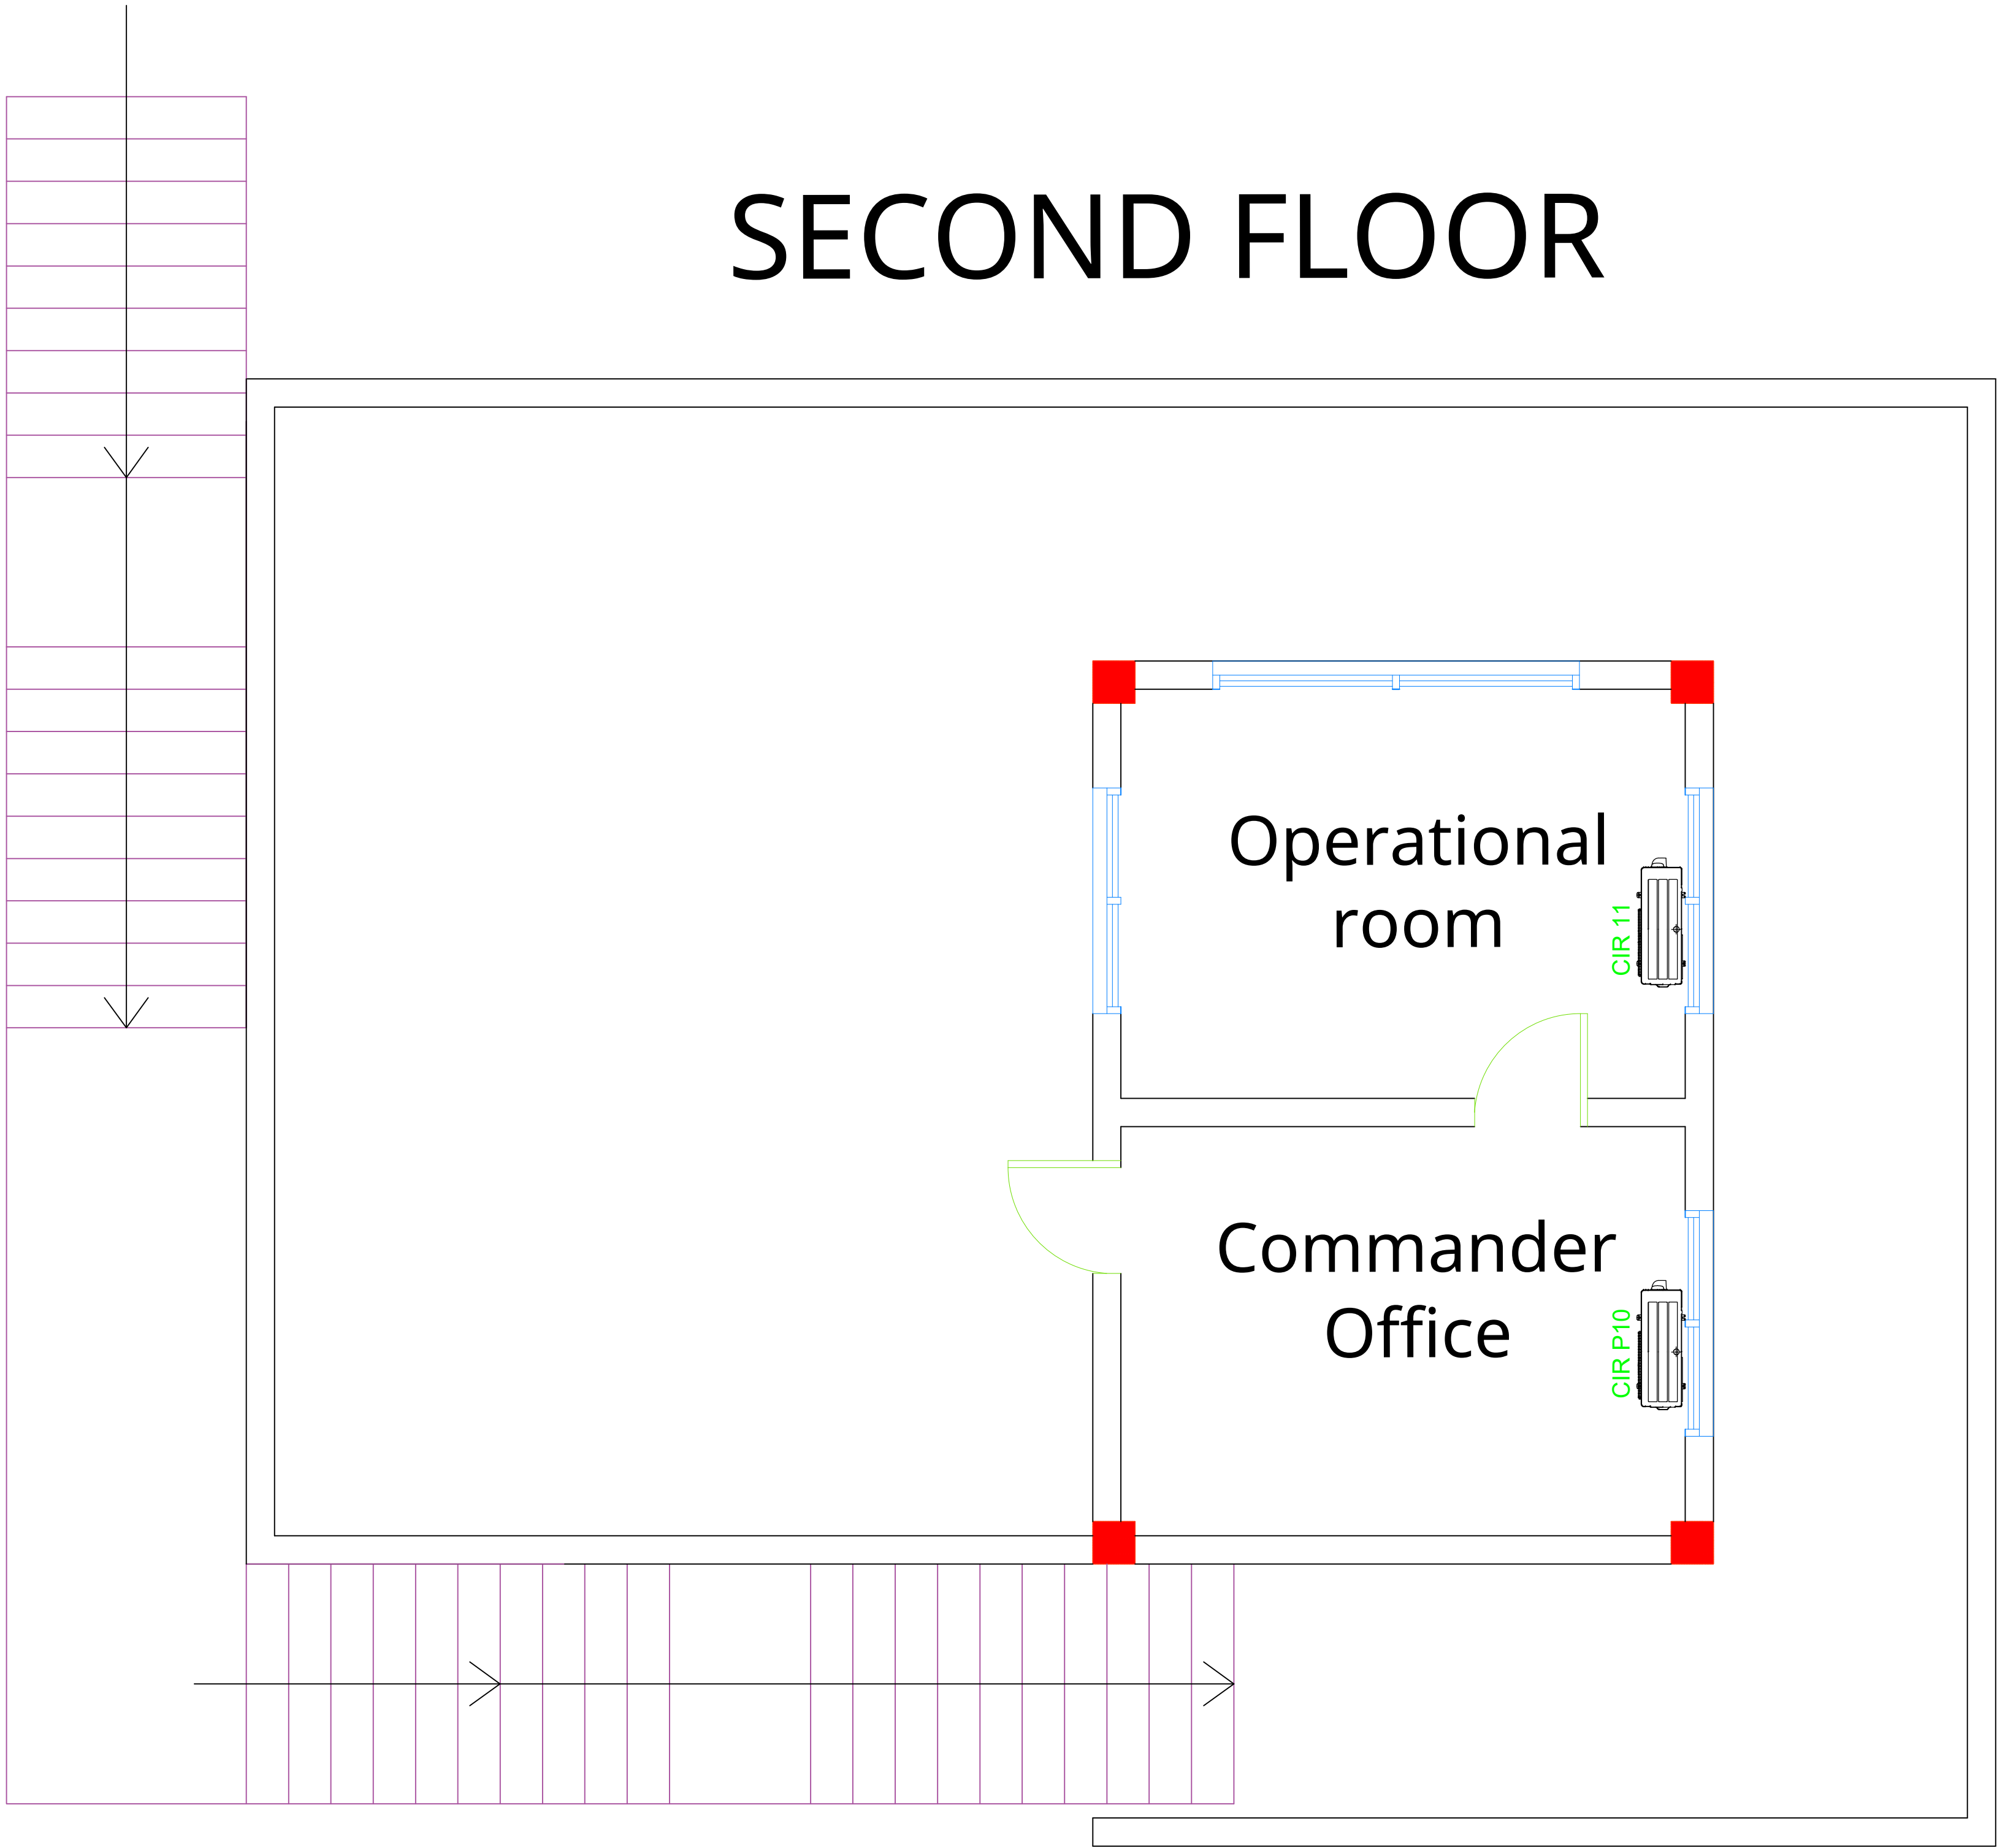 SECOND FLOOR
Operational
room
CIR 11
Commander
Office
CIR P10